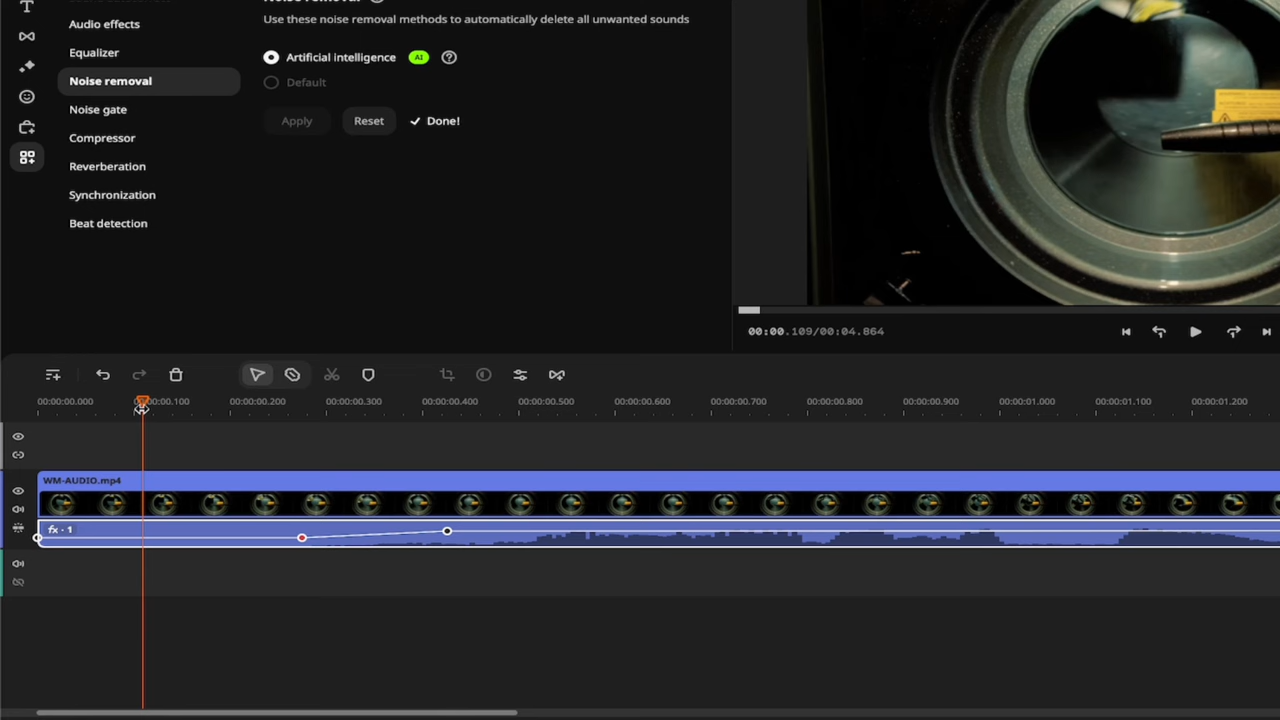 Audio effects
Use these noise removal methods to automatically delete all unwanted sounds
Equalizer
Artificial intelligence AI ?
Noise removal
Default
Noise gate
Apply Reset Done!
Compressor
Reverberation
Synchronization
Beat detection
00:00.109/00:04.864
00:00:00.000 00:00:00.100 00:00:00.200 00:00:00.300 00:00:00.400 00:00:00.500 00:00:00.600 00:00:00.700 00:00:00.800 00:00:00.900 00:00:01.000 00:00:01.100 00:00:01.200
WM-AUDIO.mp4
fx · 1